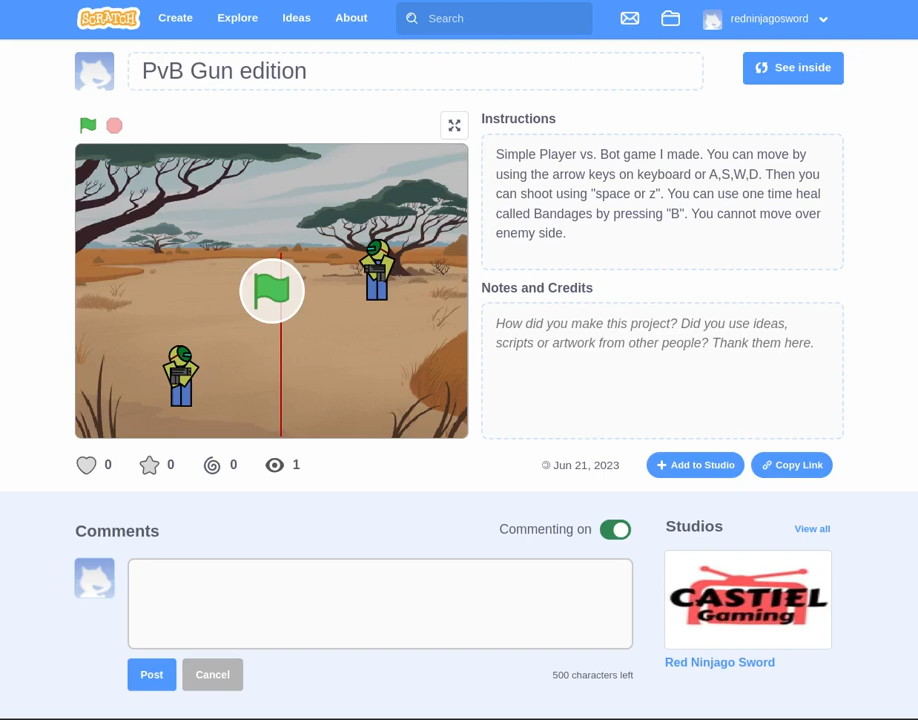 SCRATCH Create Explore Ideas About Search redninjagosword
PvB Gun edition
See inside
Instructions
Simple Player vs. Bot game I made. You can move by
using the arrow keys on keyboard or A,S,W,D. Then you
can shoot using "space or z". You can use one time heal
called Bandages by pressing "B". You cannot move over
enemy side.
Notes and Credits
How did you make this project? Did you use ideas,
scripts or artwork from other people? Thank them here.
0 0 0 1
Jun 21, 2023
Add to Studio
Copy Link
Comments
Commenting on
Post
Cancel
500 characters left
Studios
View all
CASTIEL
Gaming
Red Ninjago Sword